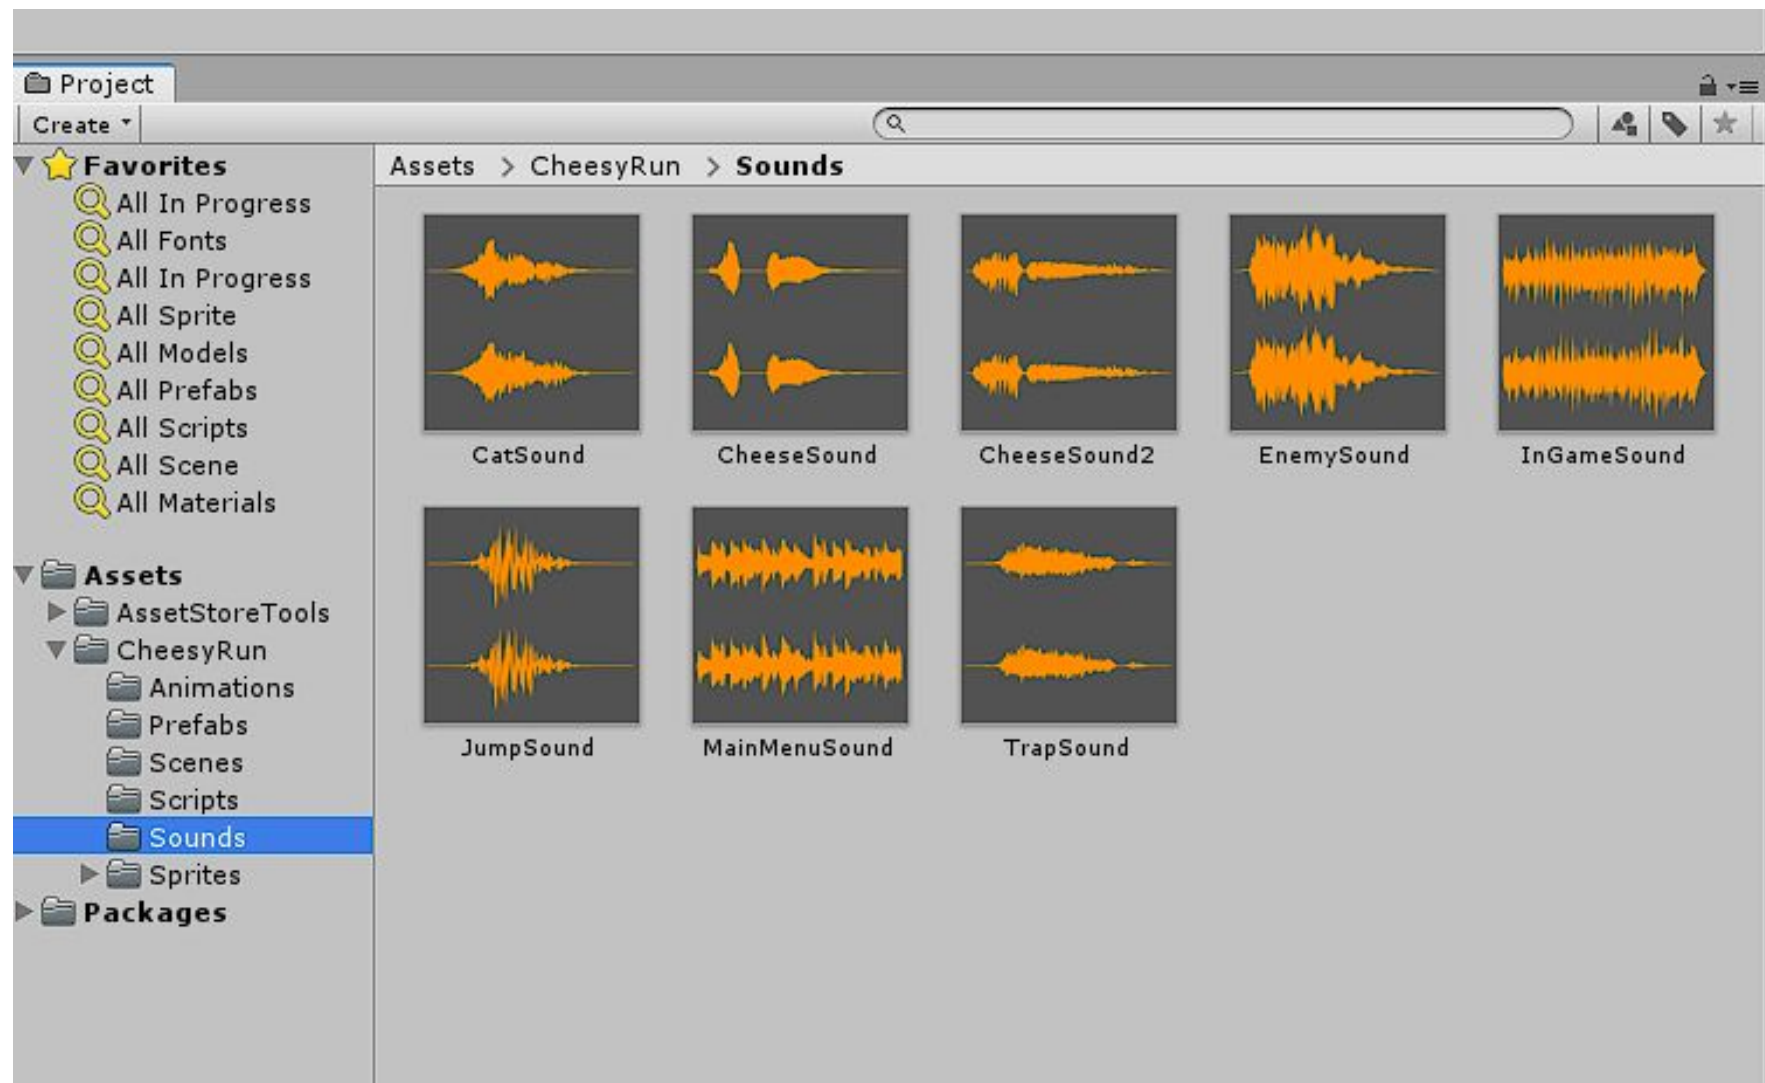 Project
Create
Favorites
All In Progress
All Fonts
All In Progress
All Sprite
All Models
All Prefabs
All Scripts
All Scene
All Materials
Assets
AssetStoreTools
CheesyRun
Animations
Prefabs
Scenes
Scripts
Sounds
Sprites
Packages
Assets > CheesyRun > Sounds
CatSound CheeseSound CheeseSound2 EnemySound InGameSound
JumpSound MainMenuSound TrapSound